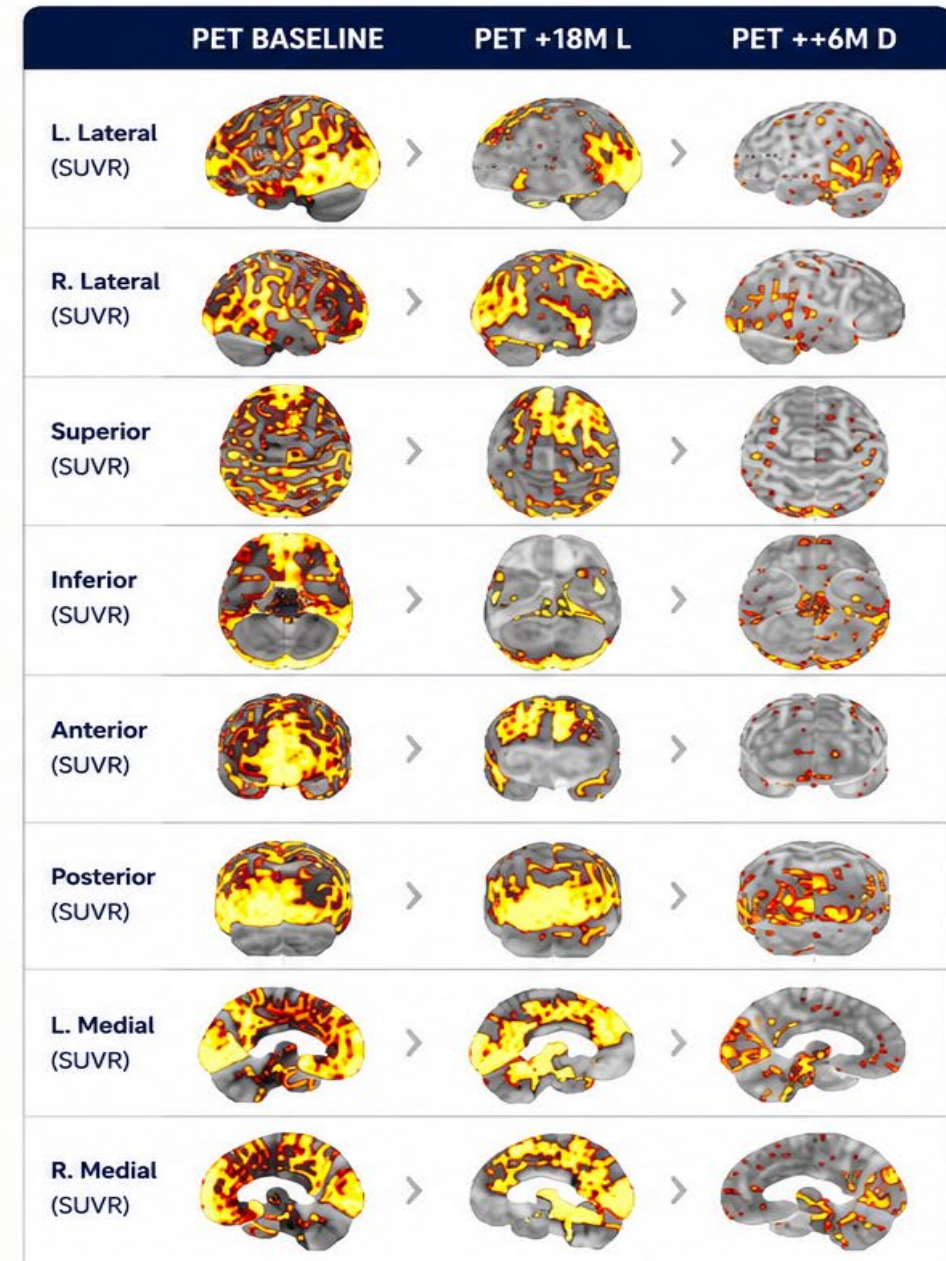 PET BASELINE PET +18M L PET ++6M D
L. Lateral
(SUVR)
R. Lateral
(SUVR)
Superior
(SUVR)
Inferior
(SUVR)
Anterior
(SUVR)
Posterior
(SUVR)
L. Medial
(SUVR)
R. Medial
(SUVR)